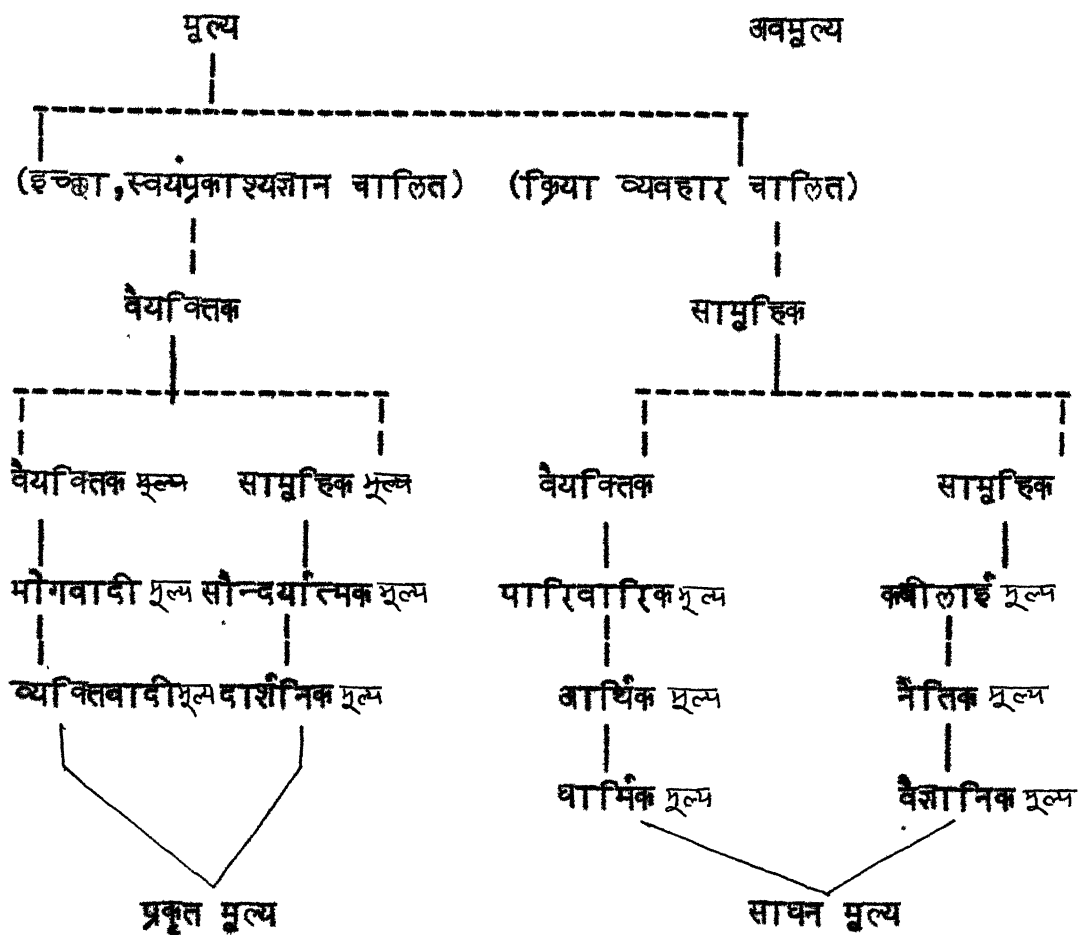 मूल्य अवमूल्य
(इच्छा,स्वयंप्रकाश्यज्ञान चालित) (क्रिया व्यवहार चालित)
वैयक्तिक सामूहिक
वैयक्तिक मूल्य सामूहिक मूल्य वैयक्तिक सामूहिक
भोगवादी मूल्य सौन्दर्यात्मक मूल्य पारिवारिक मूल्य कबीलाई मूल्य
व्यक्तिवादी मूल्य दार्शनिक मूल्य आर्थिक मूल्य नैतिक मूल्य
धार्मिक मूल्य वैज्ञानिक मूल्य
प्रकृत मूल्य साधन मूल्य